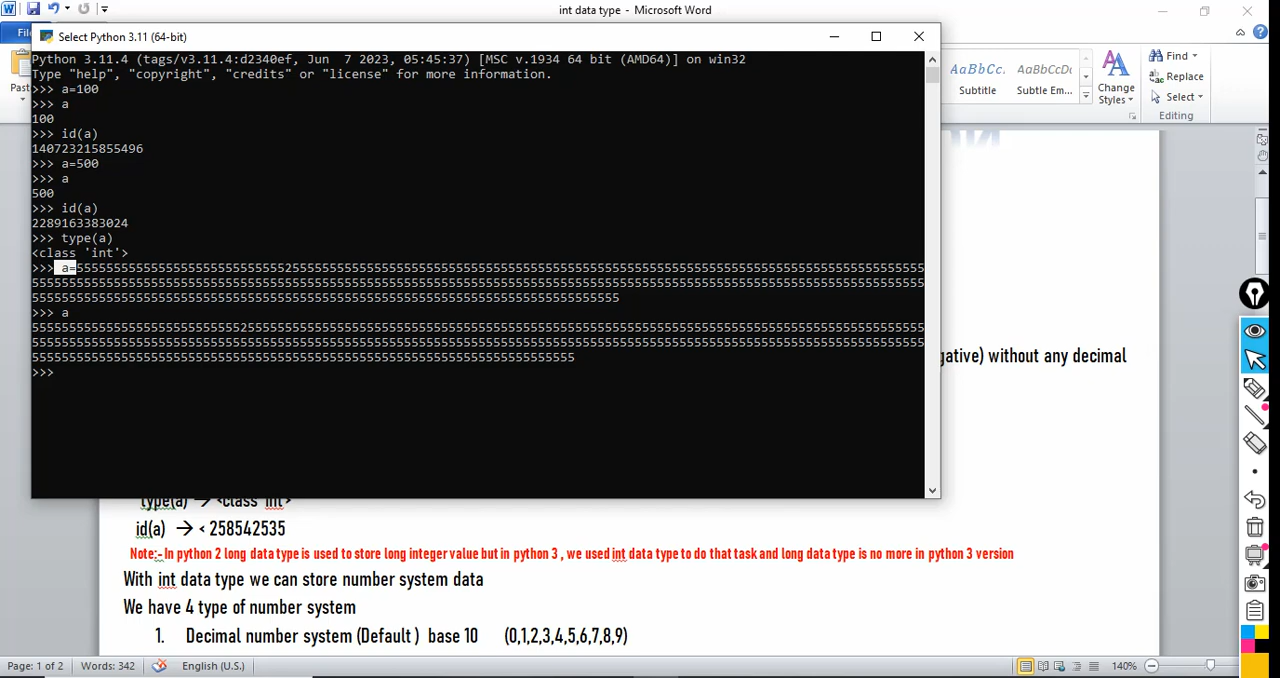 int data type - Microsoft Word
Fil
Select Python 3.11 (64-bit)
Python 3.11.4 (tags/v3.11.4:d2340ef, Jun  7 2023, 05:45:37) [MSC v.1934 64 bit (AMD64)] on win32
Type "help", "copyright", "credits" or "license" for more information.
>>> a=100
>>> a
100
>>> id(a)
140723215855496
>>> a=500
>>> a
500
>>> id(a)
2289163383024
>>> type(a)
<class 'int'>
>>> a=555555555555555555555555555525555555555555555555555555555555555555555555555555555555555555555555555555555555555555
555555555555555555555555555555555555555555555555555555555555555555555555555555555555555555555555555555555555555555555555
5555555555555555555555555555555555555555555555555555555555555555555555555555555
>>> a
555555555555555555555555555525555555555555555555555555555555555555555555555555555555555555555555555555555555555555555555
555555555555555555555555555555555555555555555555555555555555555555555555555555555555555555555555555555555555555555555555
5555555555555555555555555555555555555555555555555555555555555555555555555
>>>
Past
AaBbCc.
AaBbCcDc
Subtitle
Subtle Em...
Change
Styles
Find
Replace
Select
Editing
gative) without any decimal
type(a) → <class int>
id(a) → < 258542535
Note:- In python 2 long data type is used to store long integer value but in python 3 , we used int data type to do that task and long data type is no more in python 3 version
With int data type we can store number system data
We have 4 type of number system
1. Decimal number system (Default ) base 10 (0,1,2,3,4,5,6,7,8,9)
Page: 1 of 2
Words: 342
English (U.S.)
140%